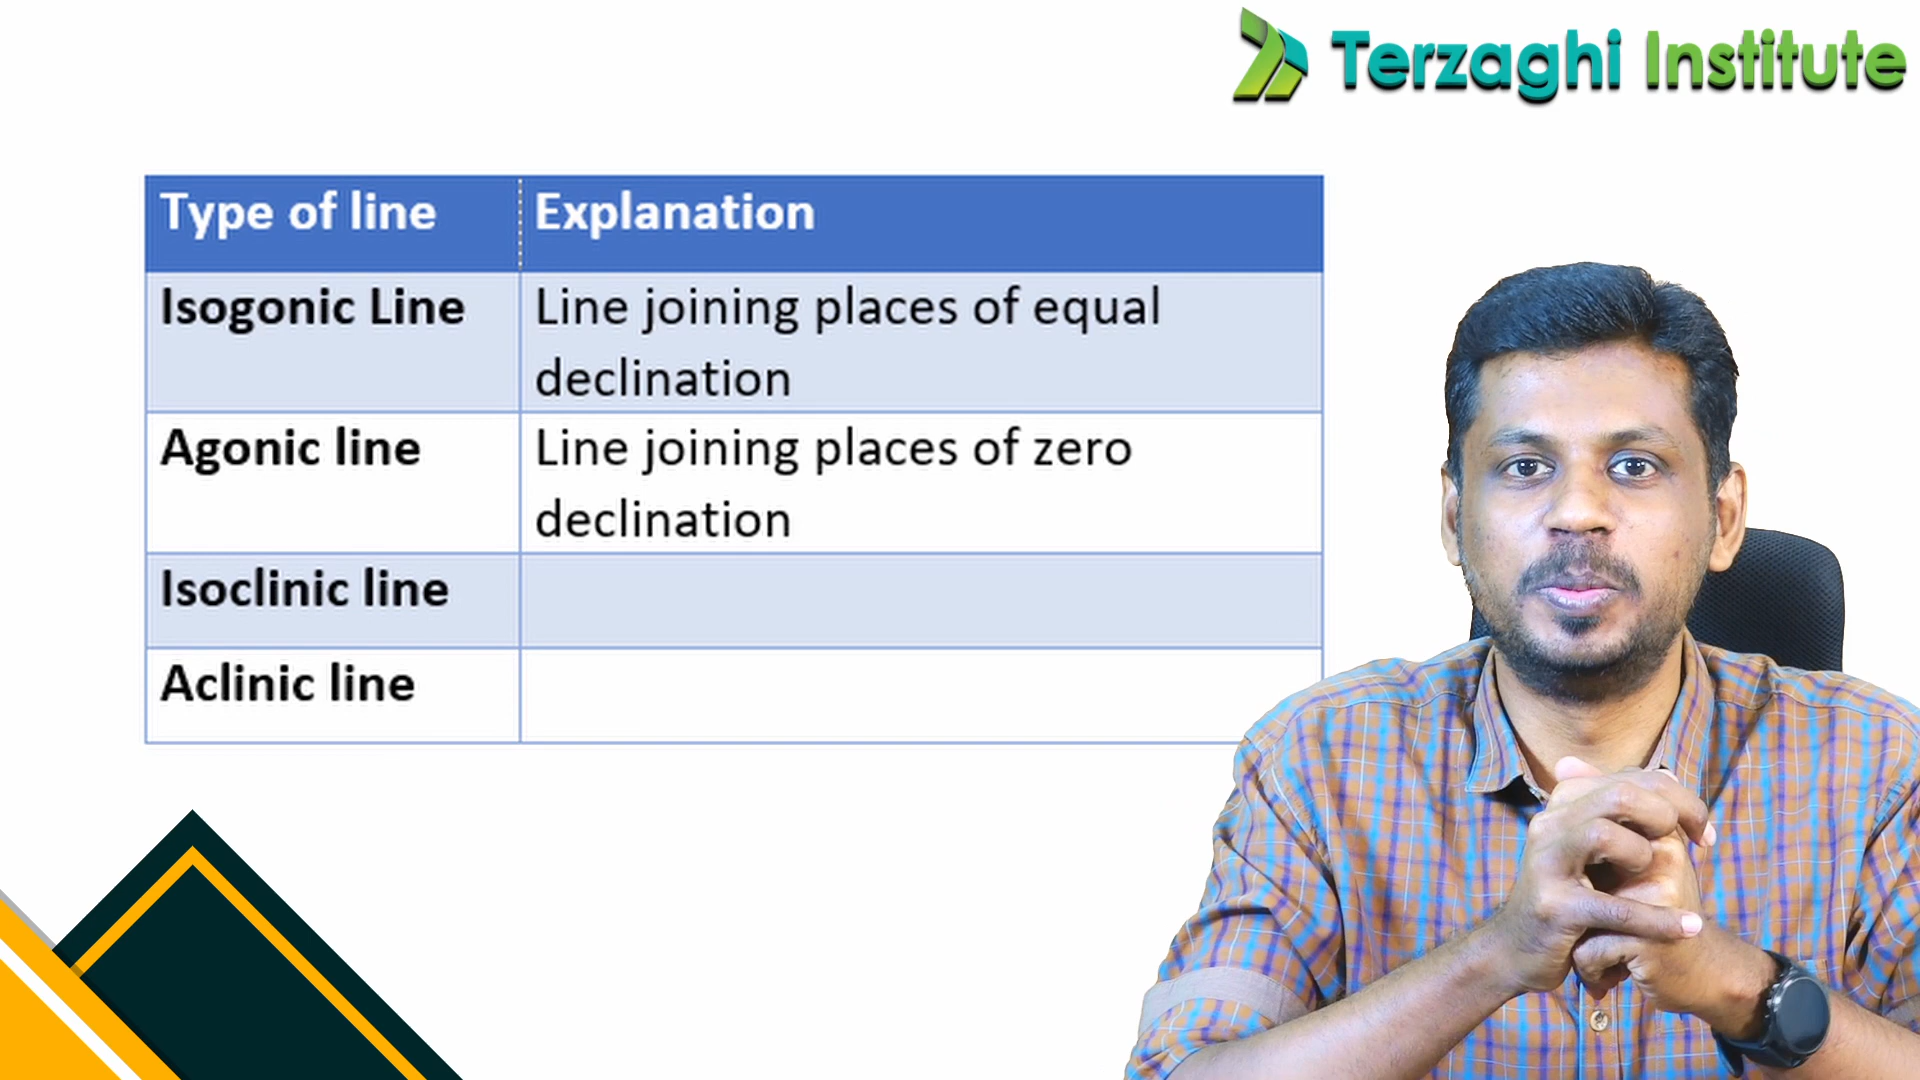 Terzaghi Institute
Type of line Explanation
Isogonic Line Line joining places of equal
declination
Agonic line Line joining places of zero
declination
Isoclinic line
Aclinic line